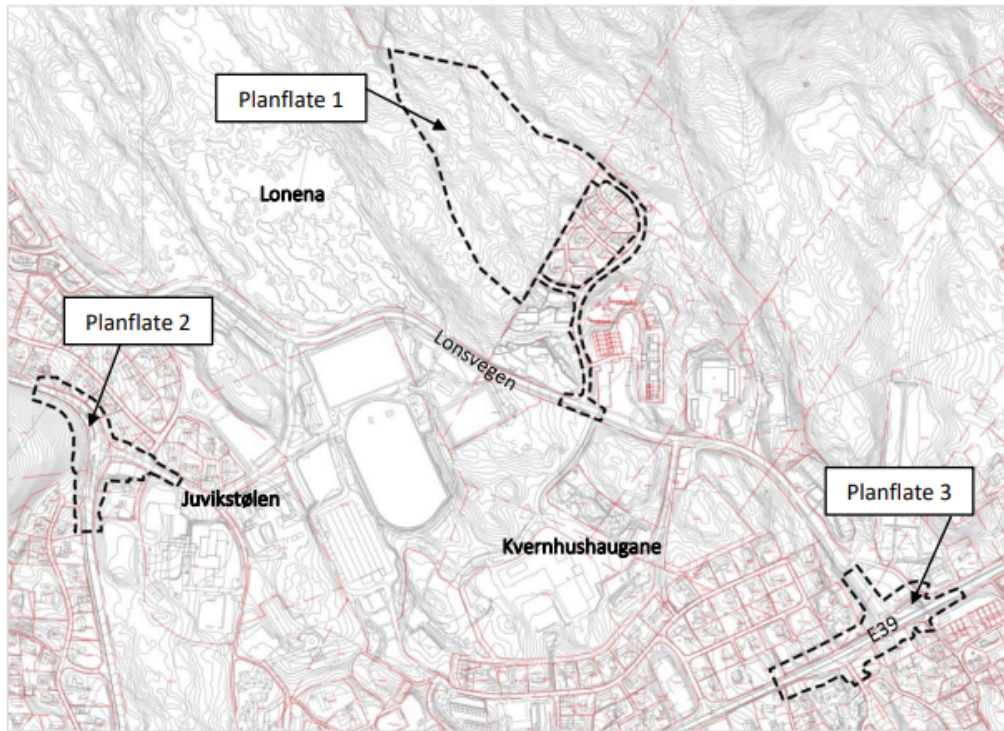 Planflate 1
Lonena
Planflate 2
Lonsvegen
Juvikstølen
Planflate 3
Kvernhushaugane
E39